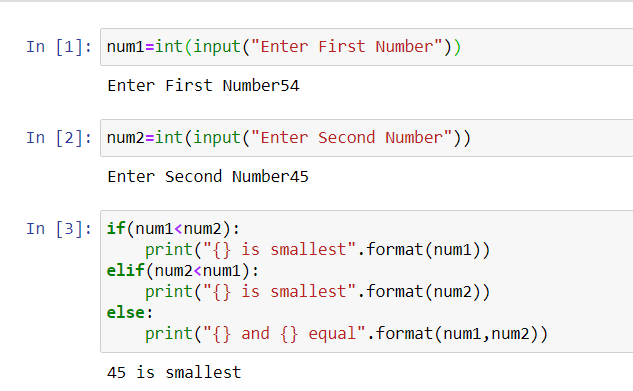 In [1]: num1=int(input("Enter First Number"))
Enter First Number54
In [2]: num2=int(input("Enter Second Number"))
Enter Second Number45
In [3]: if(num1<num2):
    print("{} is smallest".format(num1))
elif(num2<num1):
    print("{} is smallest".format(num2))
else:
    print("{} and {} equal".format(num1,num2))
45 is smallest